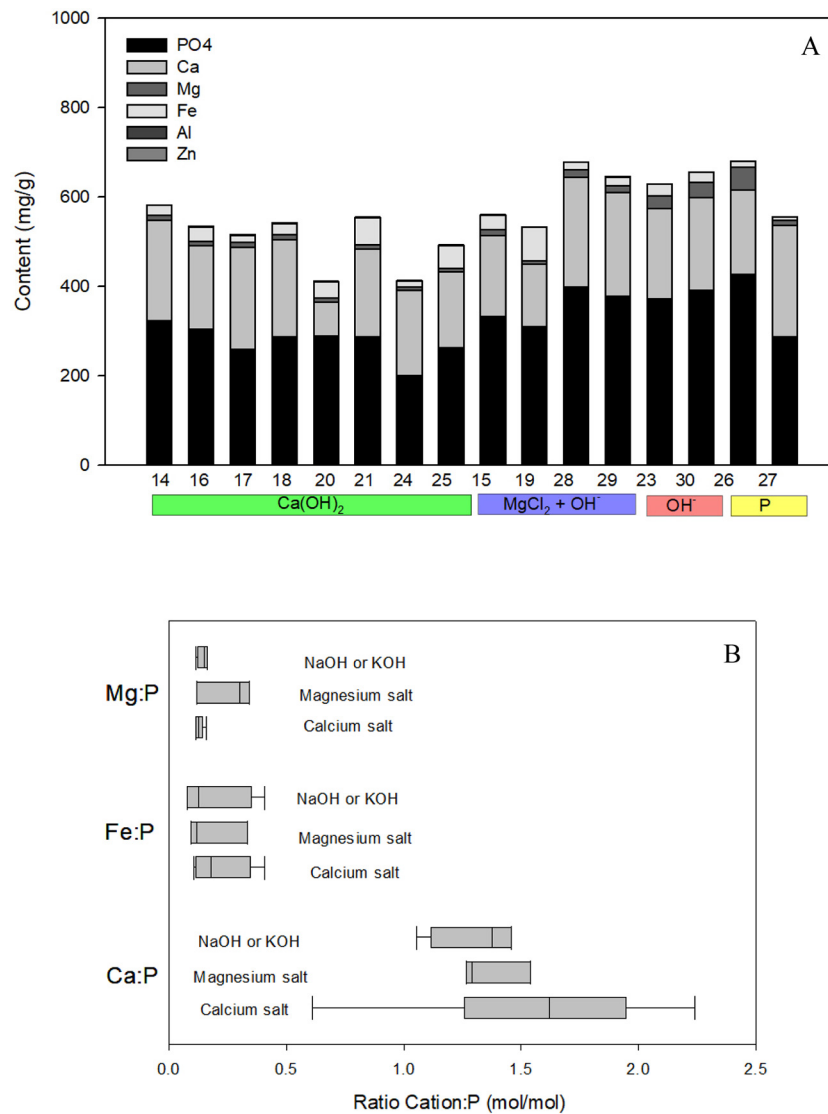 A
1000
800
600
400
200
0
Content (mg/g)
PO4
Ca
Mg
Fe
Al
Zn
14 16 17 18 20 21 24 25 15 19 28 29 23 30 26 27
Ca(OH)₂ MgCl₂ + OH⁻ OH⁻ P
B
Mg:P
NaOH or KOH
Magnesium salt
Calcium salt
Fe:P
NaOH or KOH
Magnesium salt
Calcium salt
Ca:P
NaOH or KOH
Magnesium salt
Calcium salt
0.0 0.5 1.0 1.5 2.0 2.5
Ratio Cation:P (mol/mol)